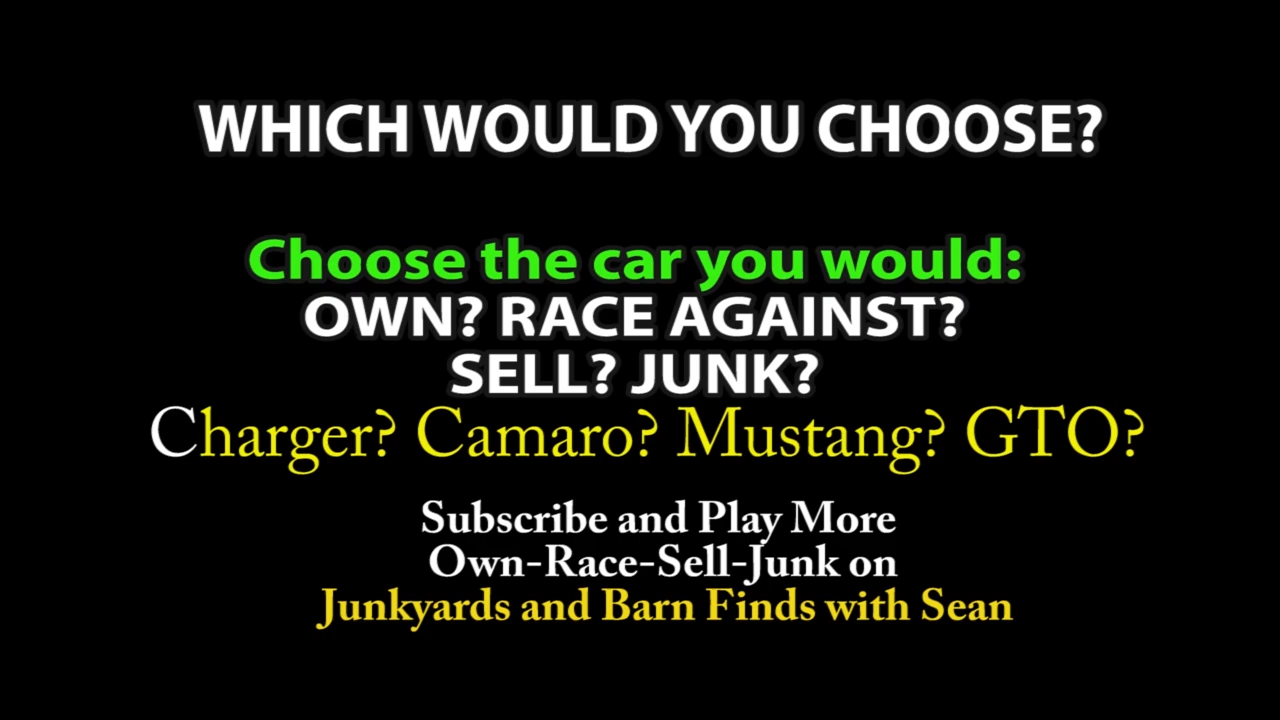 WHICH WOULD YOU CHOOSE?
Choose the car you would:
OWN? RACE AGAINST?
SELL? JUNK?
Charger? Camaro? Mustang? GTO?
Subscribe and Play More
Own-Race-Sell-Junk on
Junkyards and Barn Finds with Sean